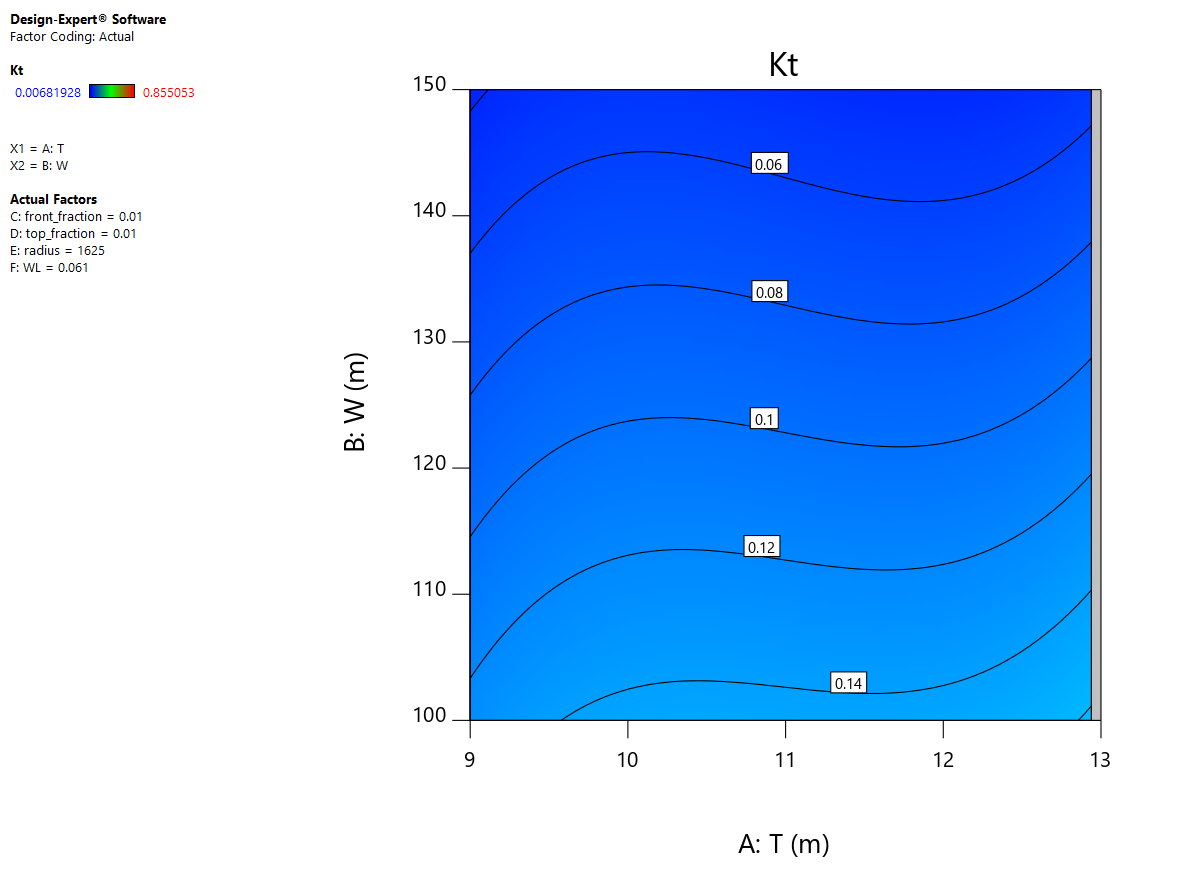 Design-Expert® Software
Factor Coding: Actual
Kt
0.00681928 0.855053
X1 = A: T
X2 = B: W
Actual Factors
C: front_fraction = 0.01
D: top_fraction = 0.01
E: radius = 1625
F: WL = 0.061
Kt
150
140
130
120
110
100
B: W (m)
0.06
0.08
0.1
0.12
0.14
9 10 11 12 13
A: T (m)